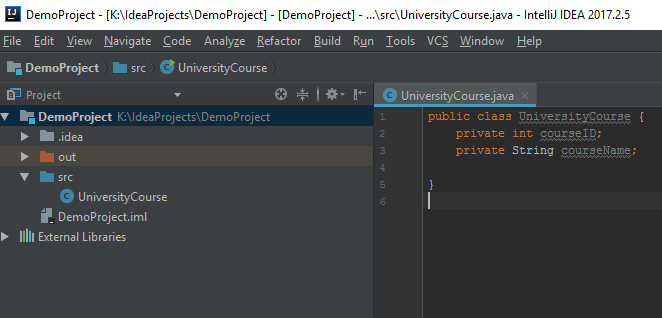 DemoProject - [K:\IdeaProjects\DemoProject] - [DemoProject] - ...\src\UniversityCourse.java - IntelliJ IDEA 2017.2.5
File Edit View Navigate Code Analyze Refactor Build Run Tools VCS Window Help
DemoProject src UniversityCourse
Project
UniversityCourse.java
DemoProject K:\IdeaProjects\DemoProject
.idea
out
src
UniversityCourse
DemoProject.iml
External Libraries
1 public class UniversityCourse {
2 private int courseID;
3 private String courseName;
4
5 }
6